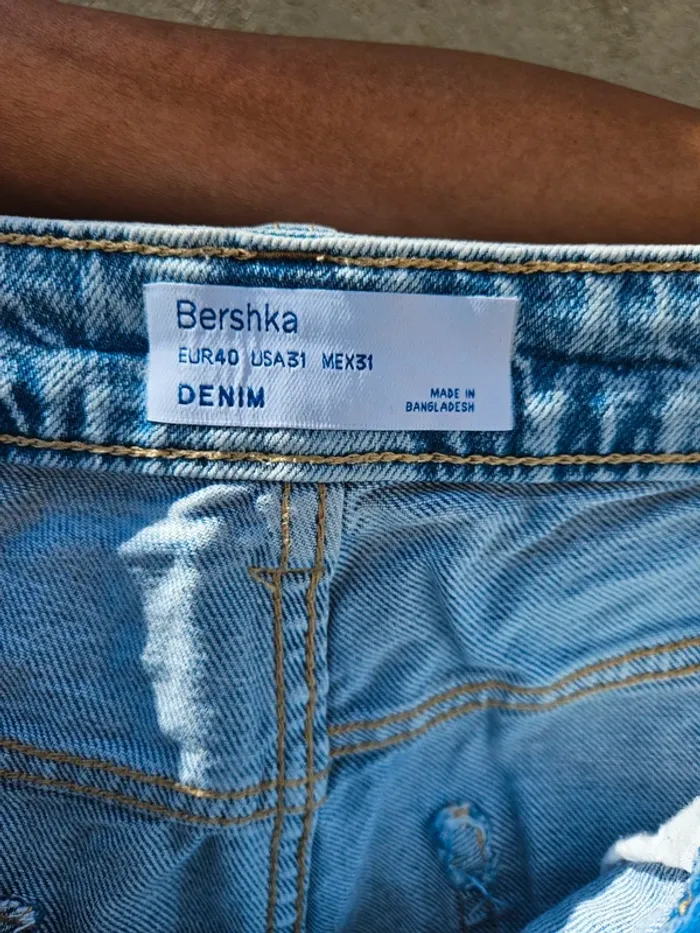 Bershka
EUR40 USA31 MEX31
DENIM
MADE IN
BANGLADESH